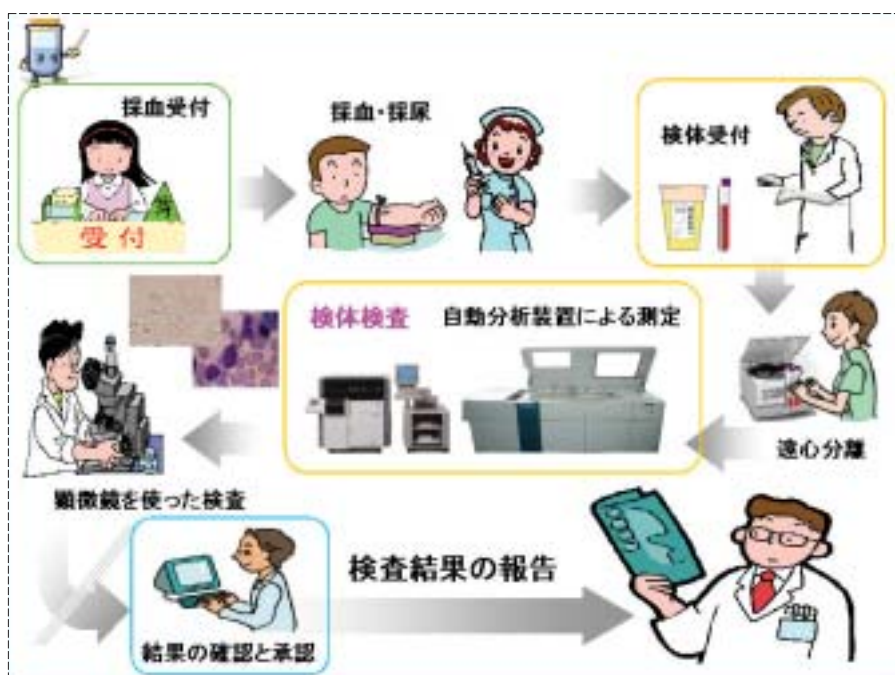 採血受付
採血・採尿
検体受付
受付
検体検査
自動分析装置による測定
遠心分離
顕微鏡を使った検査
検査結果の報告
結果の確認と承認